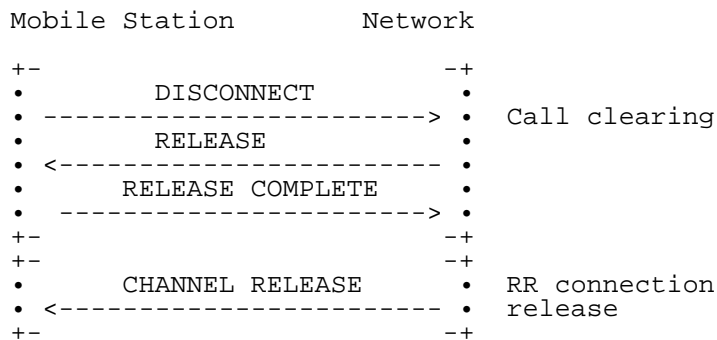 Mobile Station Network
DISCONNECT
Call clearing
RELEASE
RELEASE COMPLETE
CHANNEL RELEASE RR connection
release